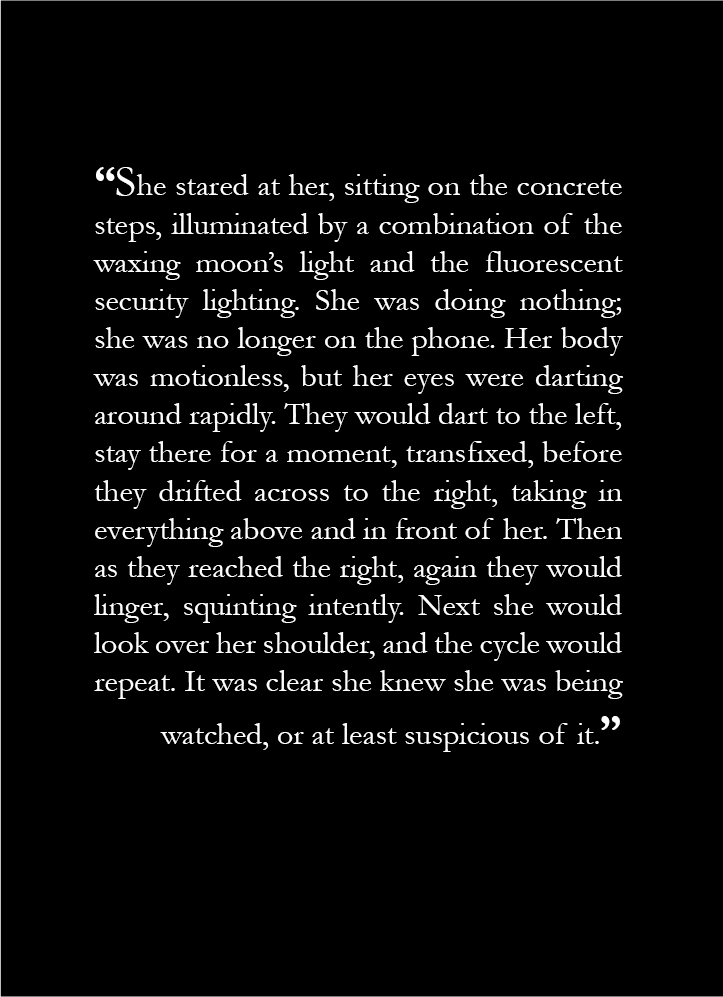 “She stared at her, sitting on the concrete
steps, illuminated by a combination of the
waxing moon’s light and the fluorescent
security lighting. She was doing nothing;
she was no longer on the phone. Her body
was motionless, but her eyes were darting
around rapidly. They would dart to the left,
stay there for a moment, transfixed, before
they drifted across to the right, taking in
everything above and in front of her. Then
as they reached the right, again they would
linger, squinting intently. Next she would
look over her shoulder, and the cycle would
repeat. It was clear she knew she was being
watched, or at least suspicious of it.”